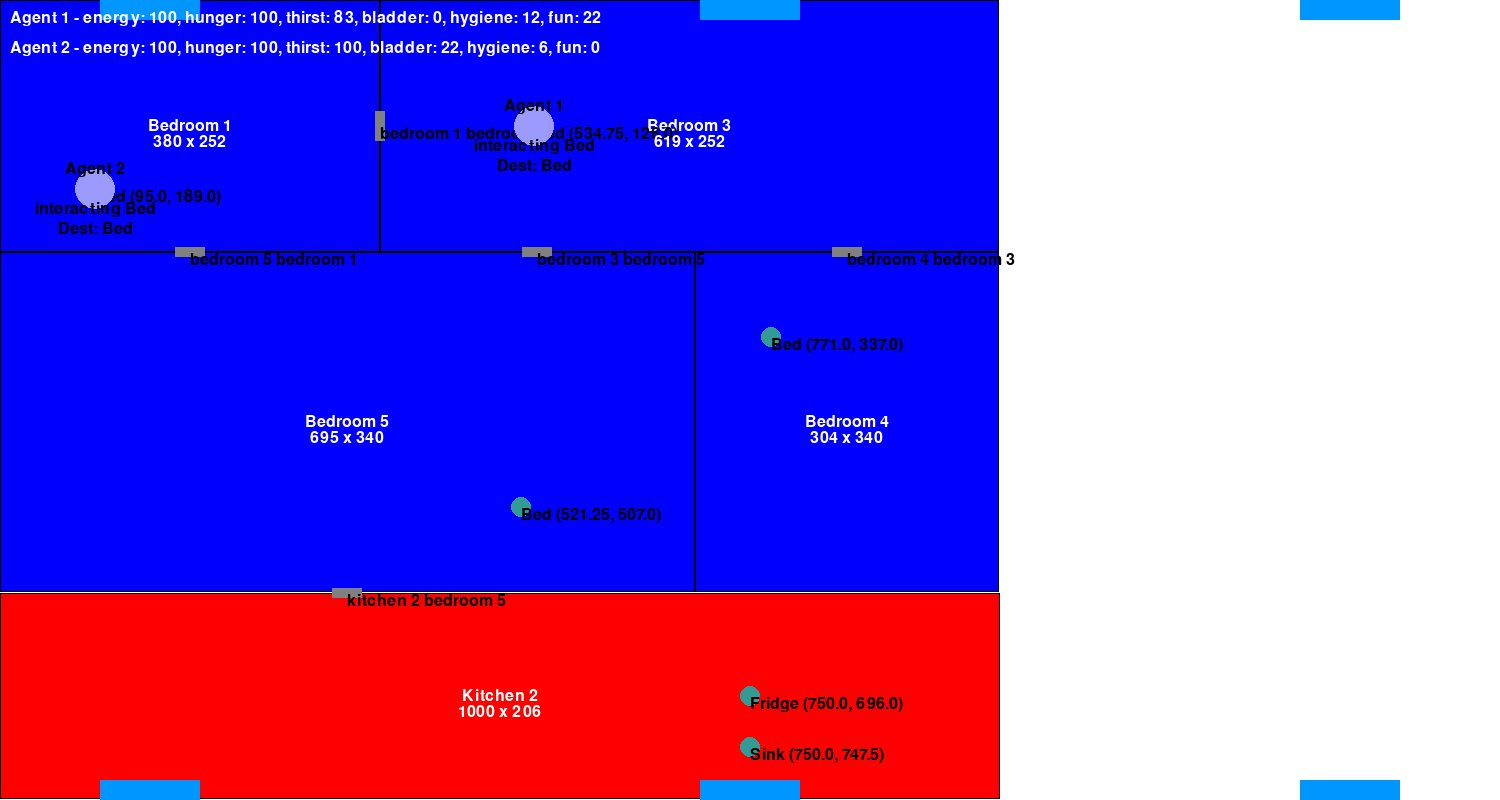 Agent 1 - energy: 100, hunger: 100, thirst: 83, bladder: 0, hygiene: 12, fun: 22
Agent 2 - energy: 100, hunger: 100, thirst: 100, bladder: 22, hygiene: 6, fun: 0
Agent 1
Bedroom 1
380 x 252
bedroom 1 (534.75,
Bedroom 3
619 x 252
interacting Bed
Dest: Bed
Agent 2
(95.0, 189.0)
interacting Bed
Dest: Bed
bedroom 5 bedroom 1
bedroom 3 bedroom 5
bedroom 4 bedroom 3
Bed (771.0, 337.0)
Bedroom 5
695 x 340
Bedroom 4
304 x 340
Bed (521.25, 507.0)
kitchen 2 bedroom 5
Kitchen 2
1000 x 206
Fridge (750.0, 696.0)
Sink (750.0, 747.5)